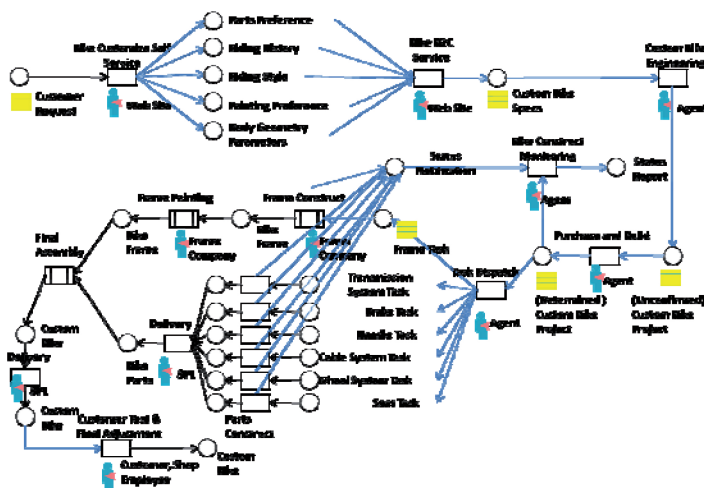 Parts Preference
Bike Customize Self
Service
Riding History
Bike B2C
Service
Custom Bike
Engineering
Riding Style
Customer
Request
Web Site
Painting Preference
Web Site
Custom Bike
Specs
Agent
Body Geometry
Parameters
Status
Notification
Bike Construct
Monitoring
Status
Report
Frame Painting
Frame Construct
Agent
Final
Assembly
Bike
Frame
Frame
Company
Bike
Frame
Frame
Company
Frame Task
Purchase and Build
Task Dispatch
Agent
Transmission
System Task
(Determined)
Custom Bike
Project
(Unconfirmed)
Custom Bike
Project
Delivery
Brake Task
Agent
Custom
Bike
Needle Task
Delivery
Bike
Parts
3PL
Cable System Task
3PL
Wheel System Task
Custom
Bike
Parts
Construct
Seat Task
Customer Test &
Final Adjustment
Customer, Shop
Employee
Custom
Bike